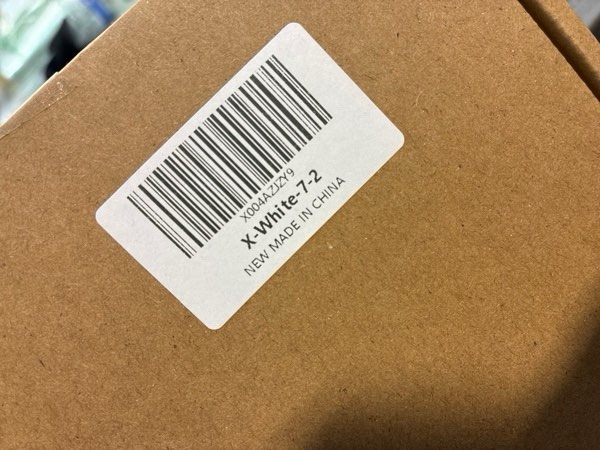 X004AZJZY9
X-White-7-2
NEW MADE IN CHINA